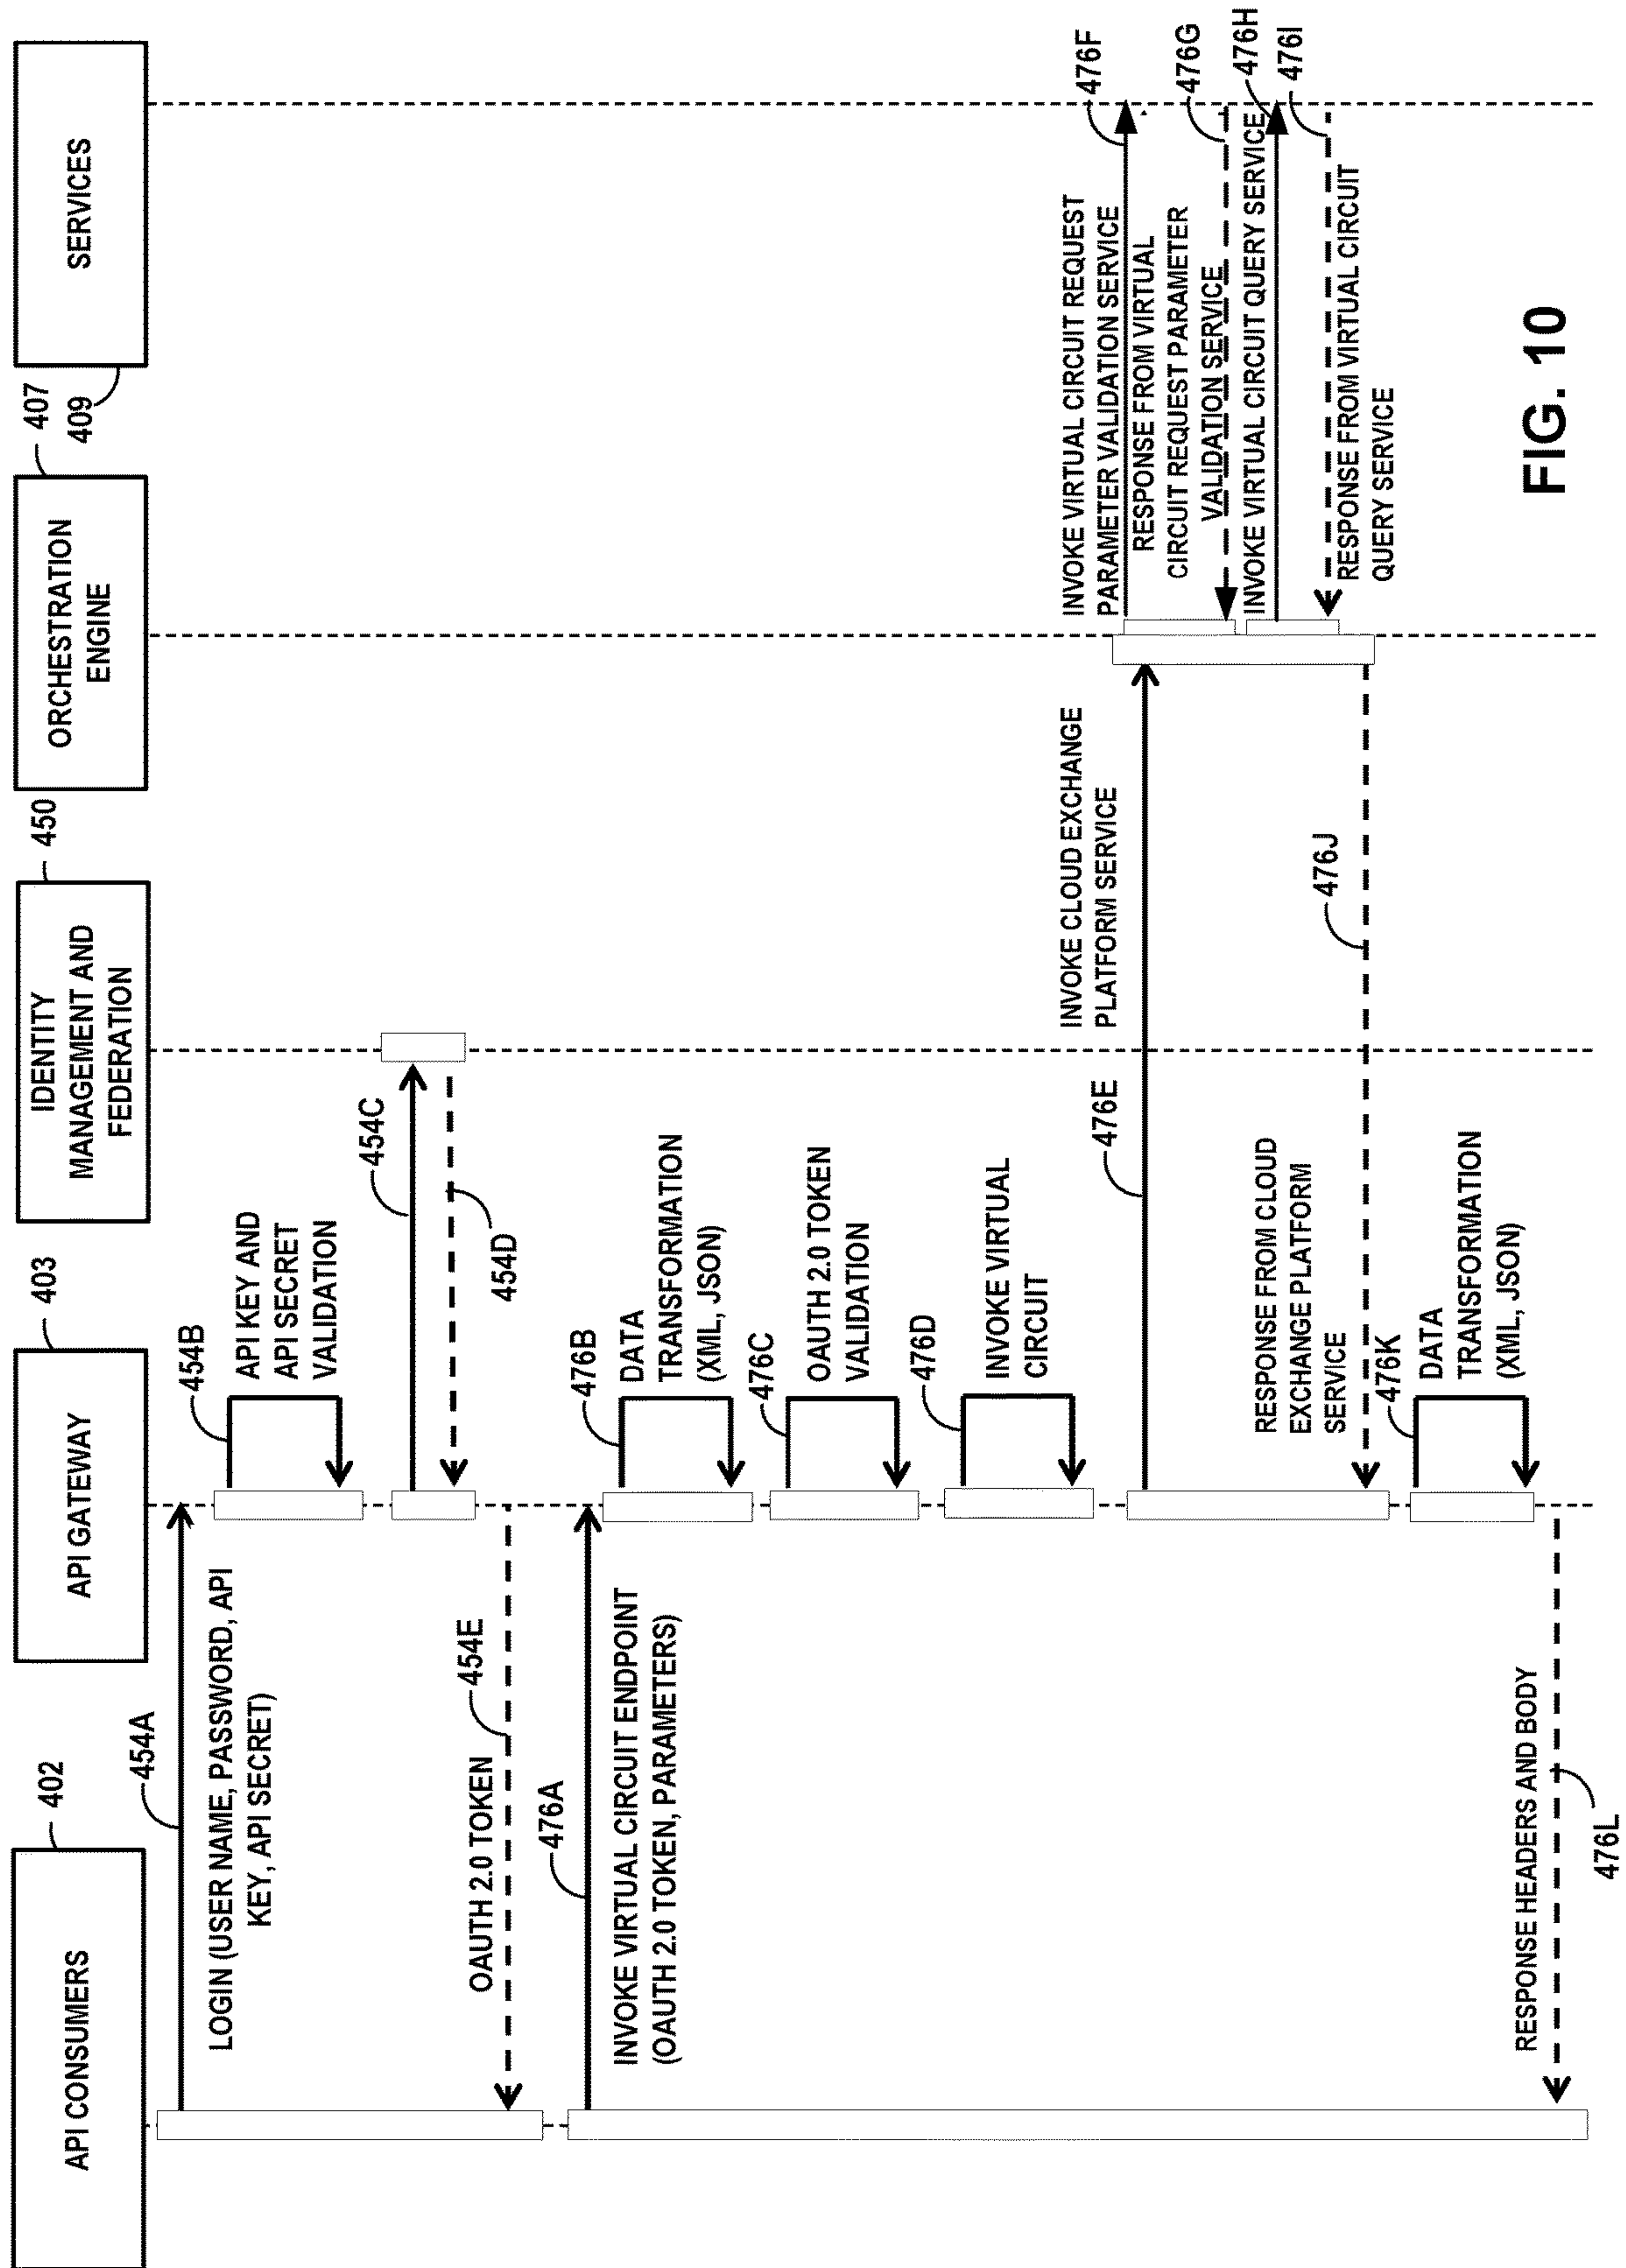 API CONSUMERS
402
API GATEWAY
403
IDENTITY
MANAGEMENT AND
FEDERATION
450
ORCHESTRATION
ENGINE
407
SERVICES
409
454A
LOGIN (USER NAME, PASSWORD, API
KEY, API SECRET)
454B
API KEY AND
API SECRET
VALIDATION
454C
454D
OAUTH 2.0 TOKEN
454E
476A
INVOKE VIRTUAL CIRCUIT ENDPOINT
(OAUTH 2.0 TOKEN, PARAMETERS)
476B
DATA
TRANSFORMATION
(XML, JSON)
476C
OAUTH 2.0 TOKEN
VALIDATION
476D
INVOKE VIRTUAL
CIRCUIT
476E
INVOKE CLOUD EXCHANGE
PLATFORM SERVICE
INVOKE VIRTUAL CIRCUIT REQUEST
PARAMETER VALIDATION SERVICE
476F
RESPONSE FROM VIRTUAL
CIRCUIT REQUEST PARAMETER
VALIDATION SERVICE
476G
INVOKE VIRTUAL CIRCUIT QUERY SERVICE
476H
476I
RESPONSE FROM VIRTUAL CIRCUIT
QUERY SERVICE
476J
RESPONSE FROM CLOUD
EXCHANGE PLATFORM
SERVICE
476K
DATA
TRANSFORMATION
(XML, JSON)
RESPONSE HEADERS AND BODY
476L
FIG. 10